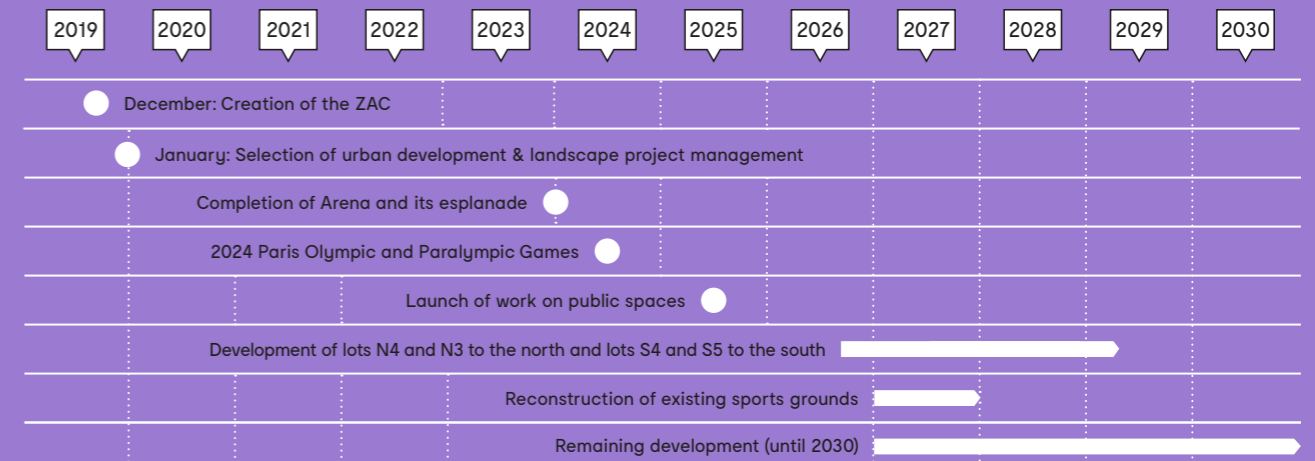 2019 2020 2021 2022 2023 2024 2025 2026 2027 2028 2029 2030
December: Creation of the ZAC
January: Selection of urban development & landscape project management
Completion of Arena and its esplanade
2024 Paris Olympic and Paralympic Games
Launch of work on public spaces
Development of lots N4 and N3 to the north and lots S4 and S5 to the south
Reconstruction of existing sports grounds
Remaining development (until 2030)